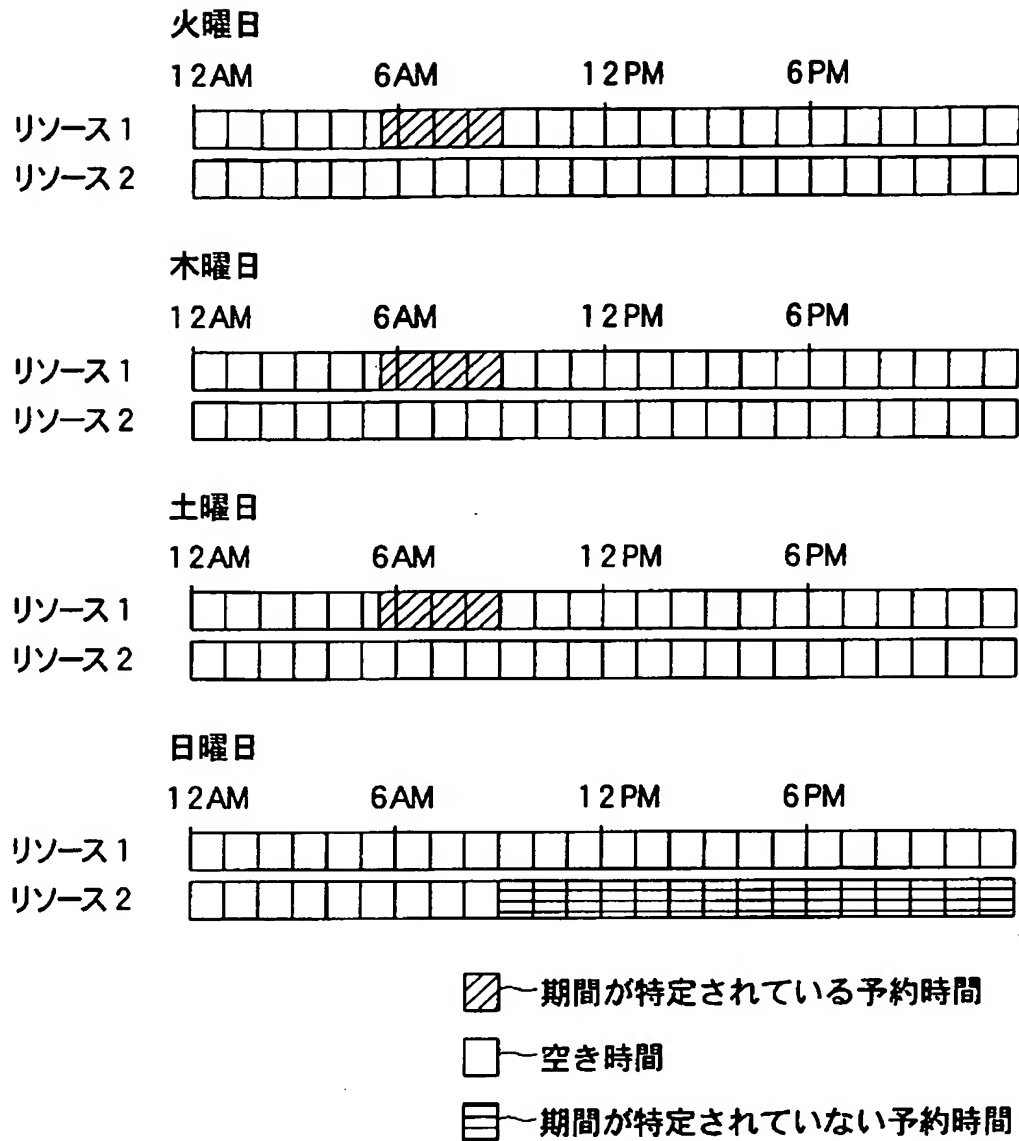 火曜日
12AM 6AM 12PM 6PM
リソース1
リソース2
木曜日
12AM 6AM 12PM 6PM
リソース1
リソース2
土曜日
12AM 6AM 12PM 6PM
リソース1
リソース2
日曜日
12AM 6AM 12PM 6PM
リソース1
リソース2
期間が特定されている予約時間
空き時間
期間が特定されていない予約時間